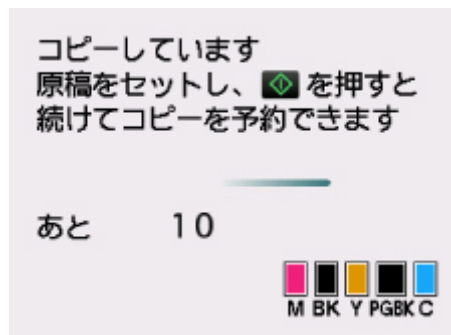 コピーしています
原稿をセットし、を押すと
続けてコピーを予約できます
あと 10
M BK Y PGBK C